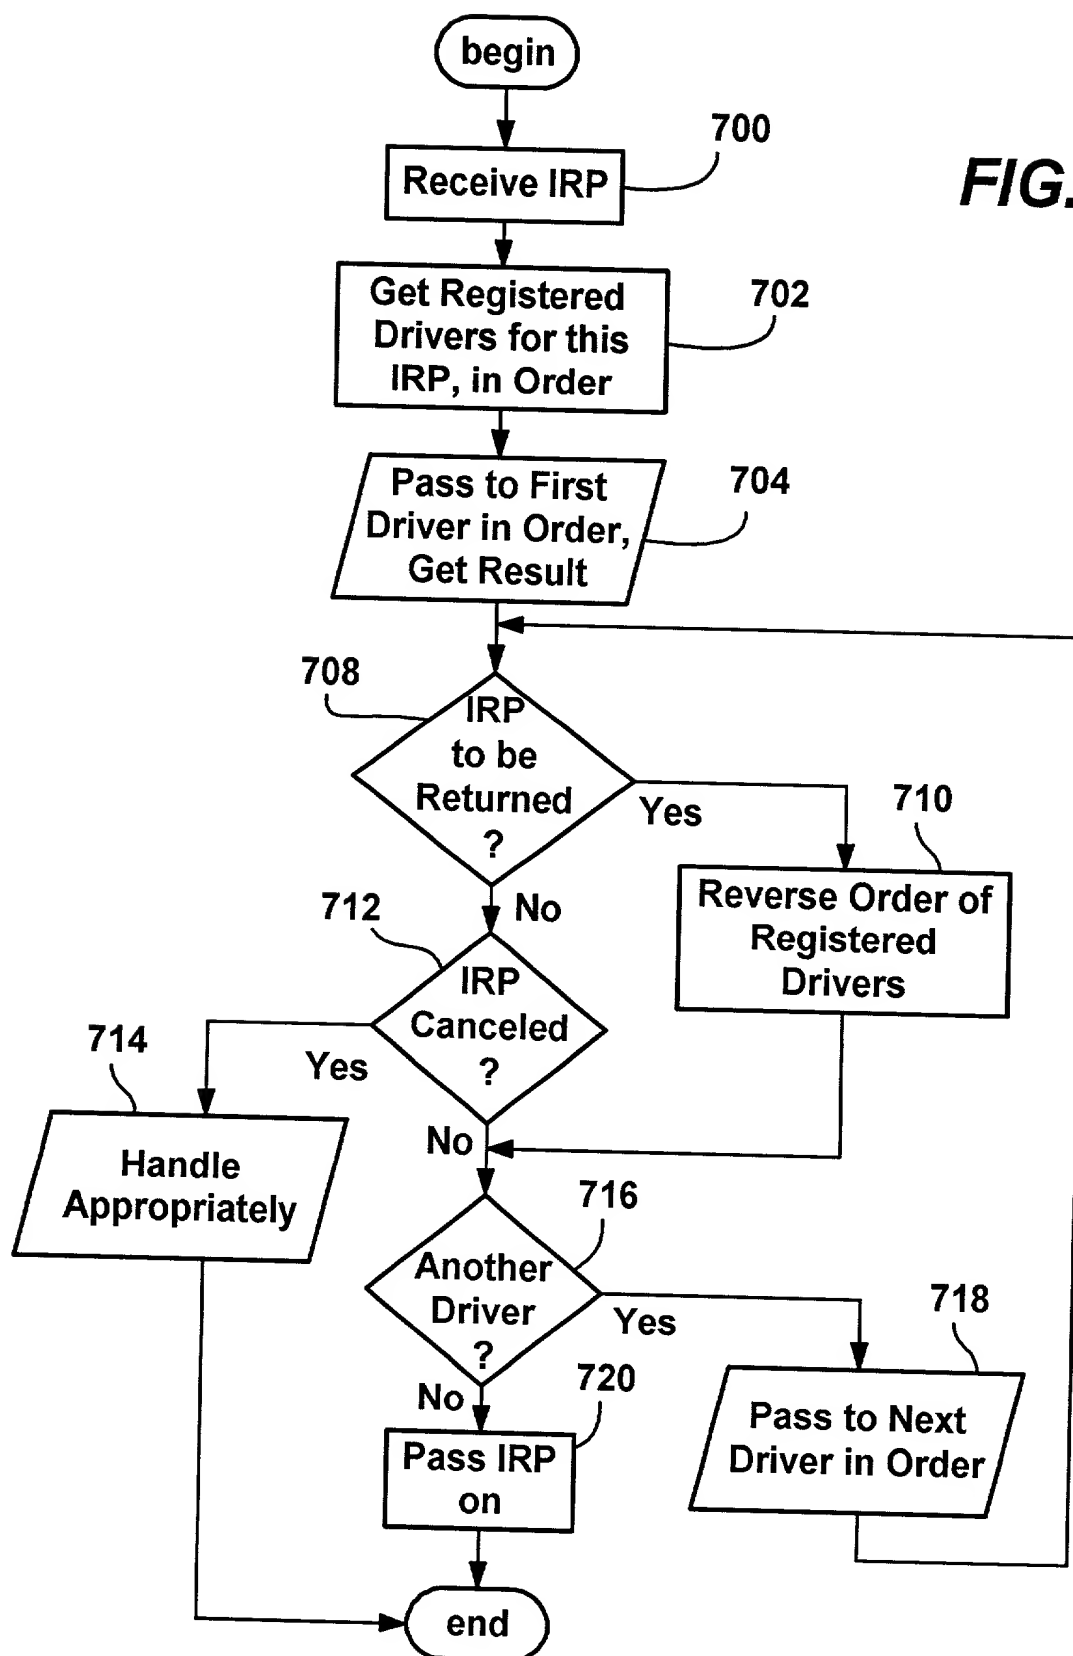 begin
700
Receive IRP
FIG.
Get Registered
Drivers for this
IRP, in Order
702
Pass to First
Driver in Order,
Get Result
704
708
IRP
to be
Returned
?
Yes
710
Reverse Order of
Registered
Drivers
No
712
IRP
Canceled
?
Yes
714
Handle
Appropriately
No
716
Another
Driver
?
Yes
718
Pass to Next
Driver in Order
No
720
Pass IRP
on
end